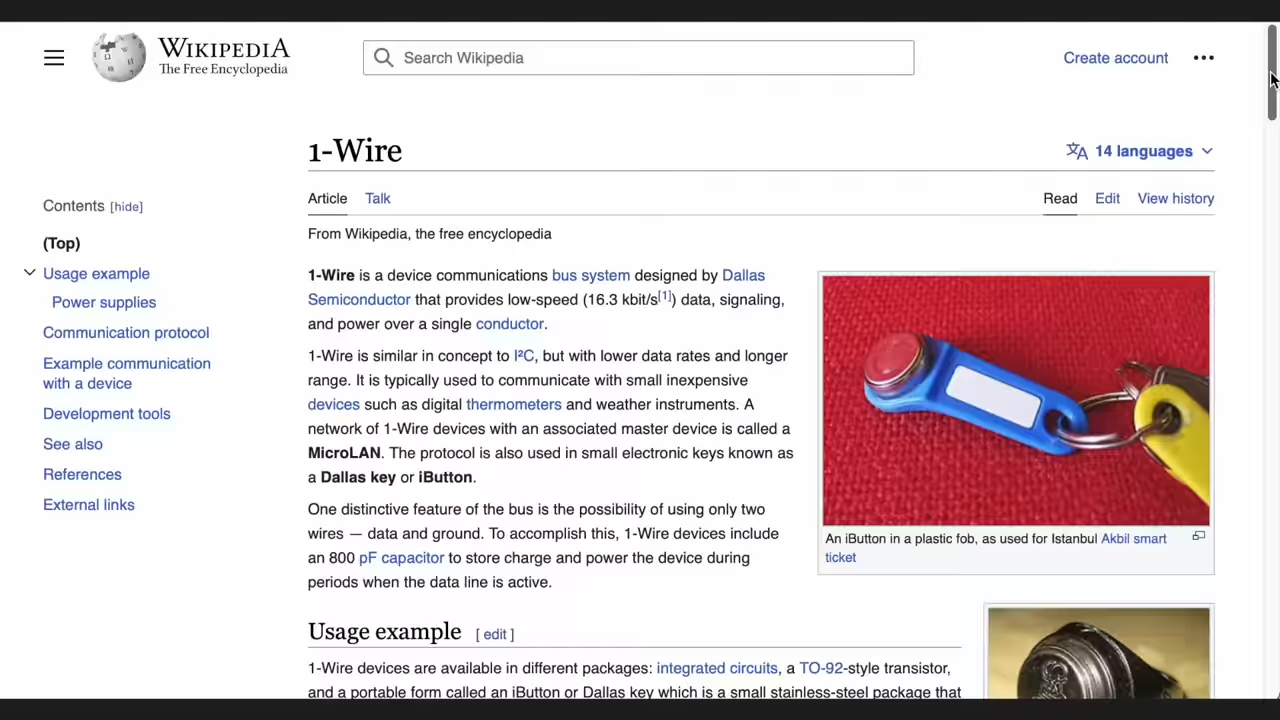 WIKIPEDIA
The Free Encyclopedia
Search Wikipedia
Create account
1-Wire
14 languages
Article Talk
Read Edit View history
From Wikipedia, the free encyclopedia
Contents [hide]
(Top)
Usage example
Power supplies
Communication protocol
Example communication
with a device
Development tools
See also
References
External links
1-Wire is a device communications bus system designed by Dallas
Semiconductor that provides low-speed (16.3 kbit/s[1]) data, signaling,
and power over a single conductor.
1-Wire is similar in concept to I²C, but with lower data rates and longer
range. It is typically used to communicate with small inexpensive
devices such as digital thermometers and weather instruments. A
network of 1-Wire devices with an associated master device is called a
MicroLAN. The protocol is also used in small electronic keys known as
a Dallas key or iButton.
One distinctive feature of the bus is the possibility of using only two
wires — data and ground. To accomplish this, 1-Wire devices include
an 800 pF capacitor to store charge and power the device during
periods when the data line is active.
An iButton in a plastic fob, as used for Istanbul Akbil smart
ticket
Usage example [ edit ]
1-Wire devices are available in different packages: integrated circuits, a TO-92-style transistor,
and a portable form called an iButton or Dallas key which is a small stainless-steel package that